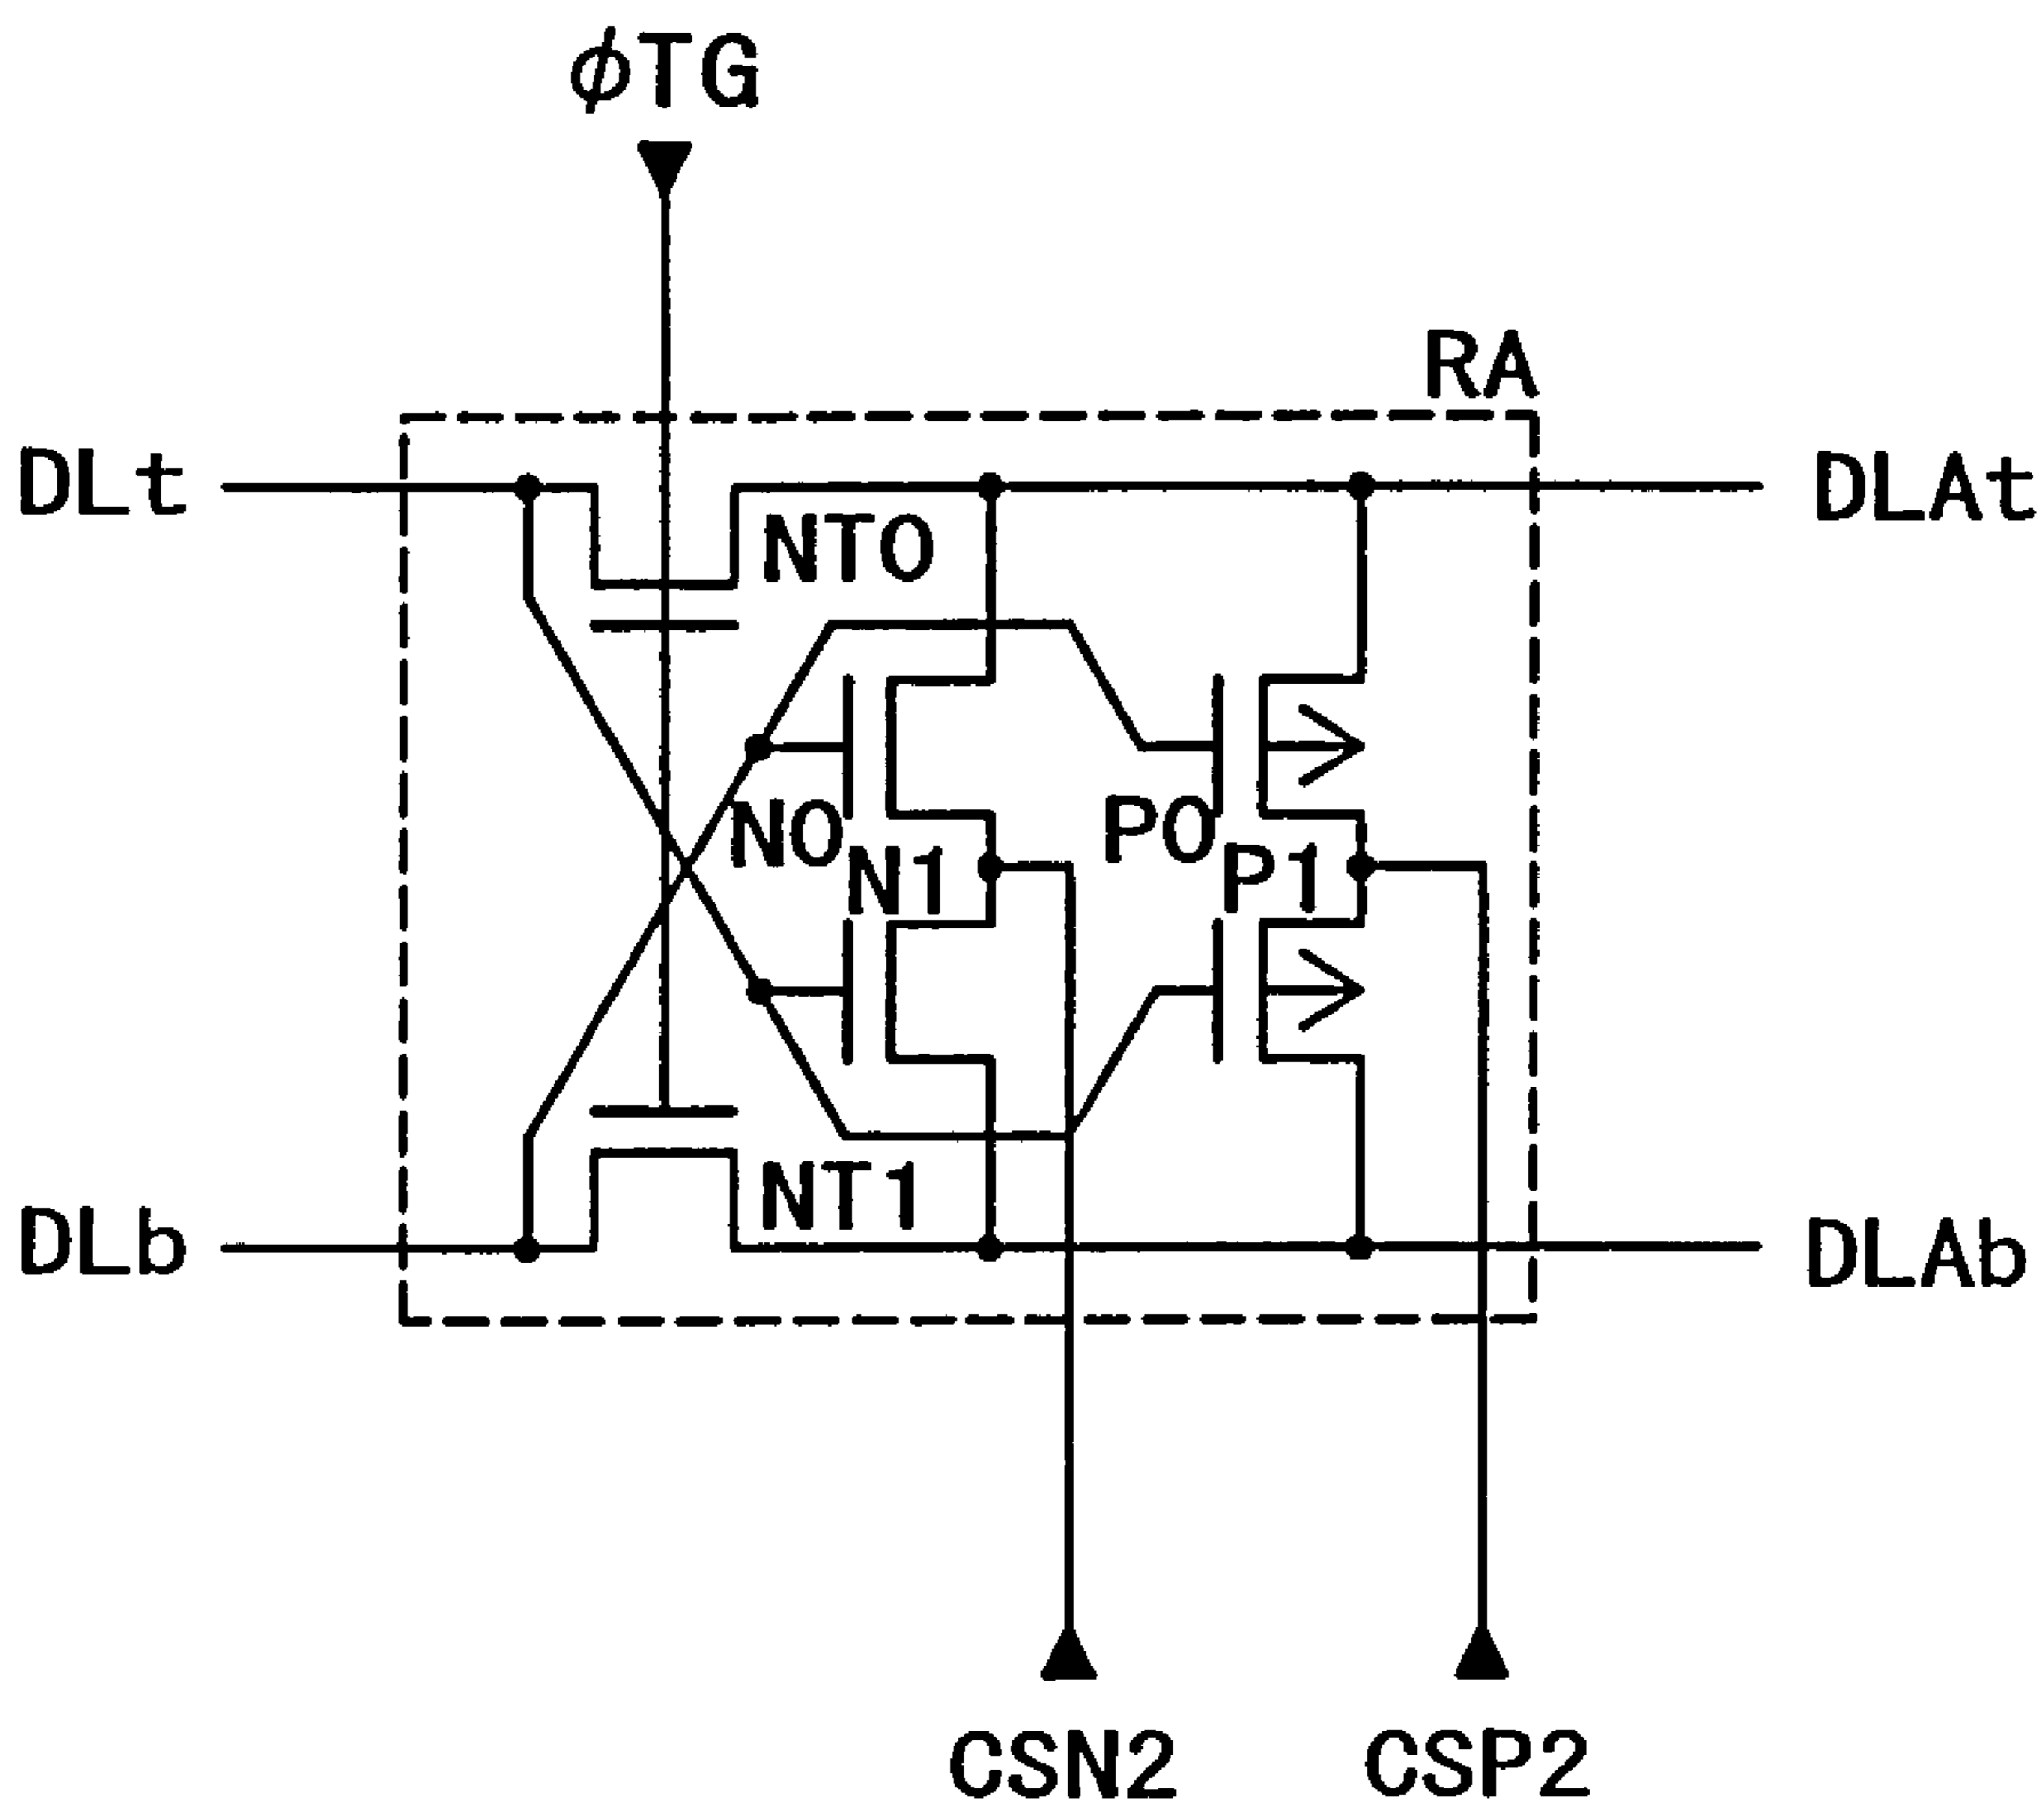 ϕTG
RA
DLt
DLAt
NT0
N0
P0
N1
P1
NT1
DLb
DLAb
CSN2
CSP2